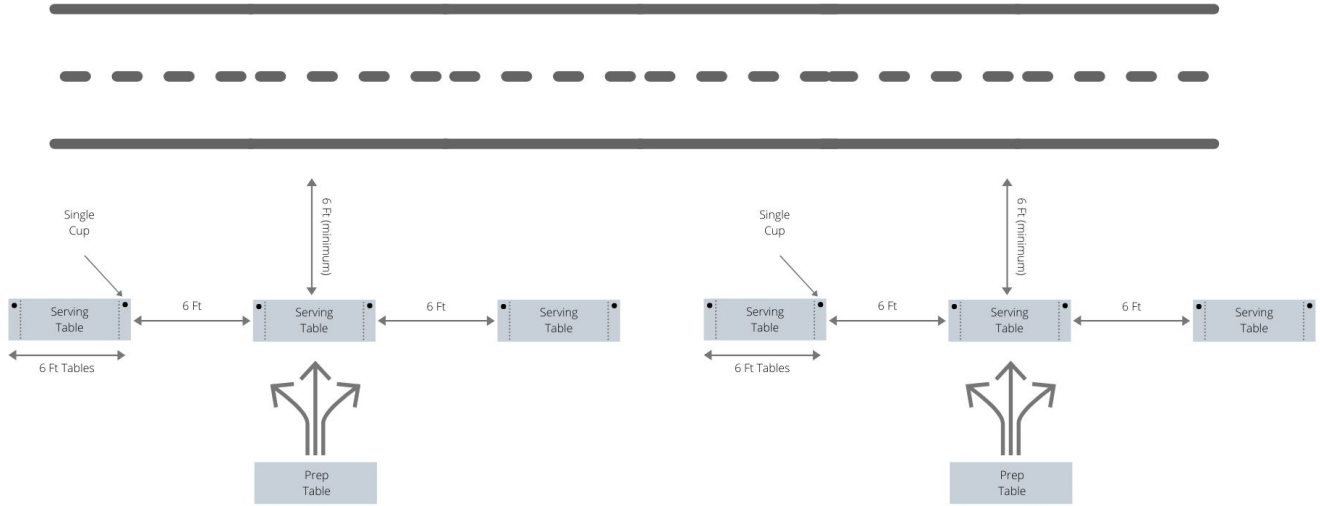 6 Ft (minimum)
6 Ft (minimum)
Single
Cup
Single
Cup
Serving
Table
6 Ft
Serving
Table
6 Ft
Serving
Table
Serving
Table
6 Ft
Serving
Table
6 Ft
Serving
Table
6 Ft Tables
6 Ft Tables
Prep
Table
Prep
Table